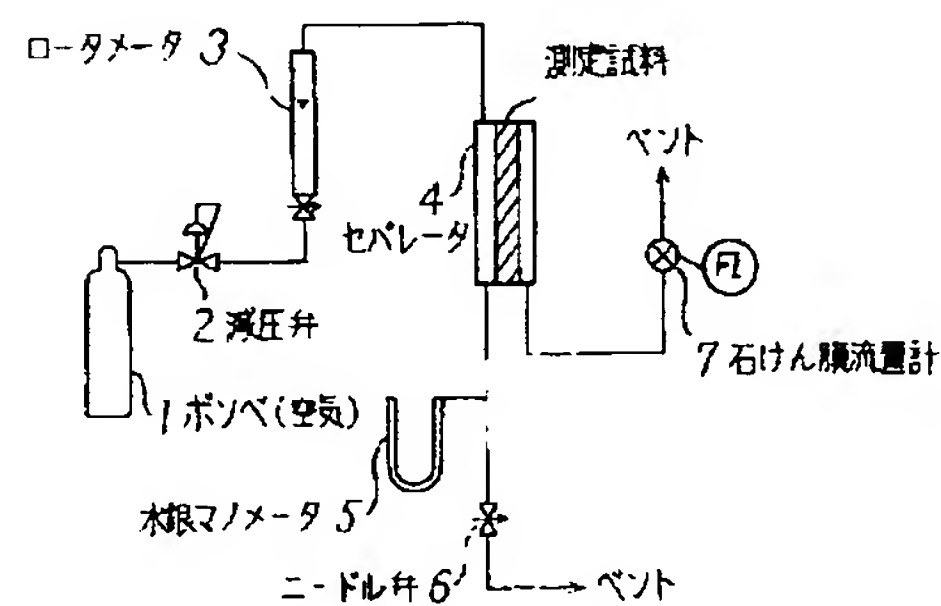 ロータメータ 3
測定試料
ベント
4
セパレータ
FI
2 減圧弁
7 石けん膜流量計
1 ボンベ(空気)
水銀マノメータ 5
ニードル弁 6
ベント